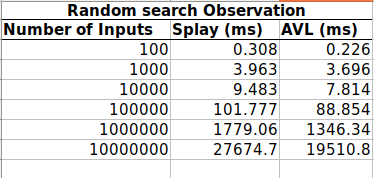 Random search Observation
Number of Inputs Splay (ms) AVL (ms)
100 0.308 0.226
1000 3.963 3.696
10000 9.483 7.814
100000 101.777 88.854
1000000 1779.06 1346.34
10000000 27674.7 19510.8